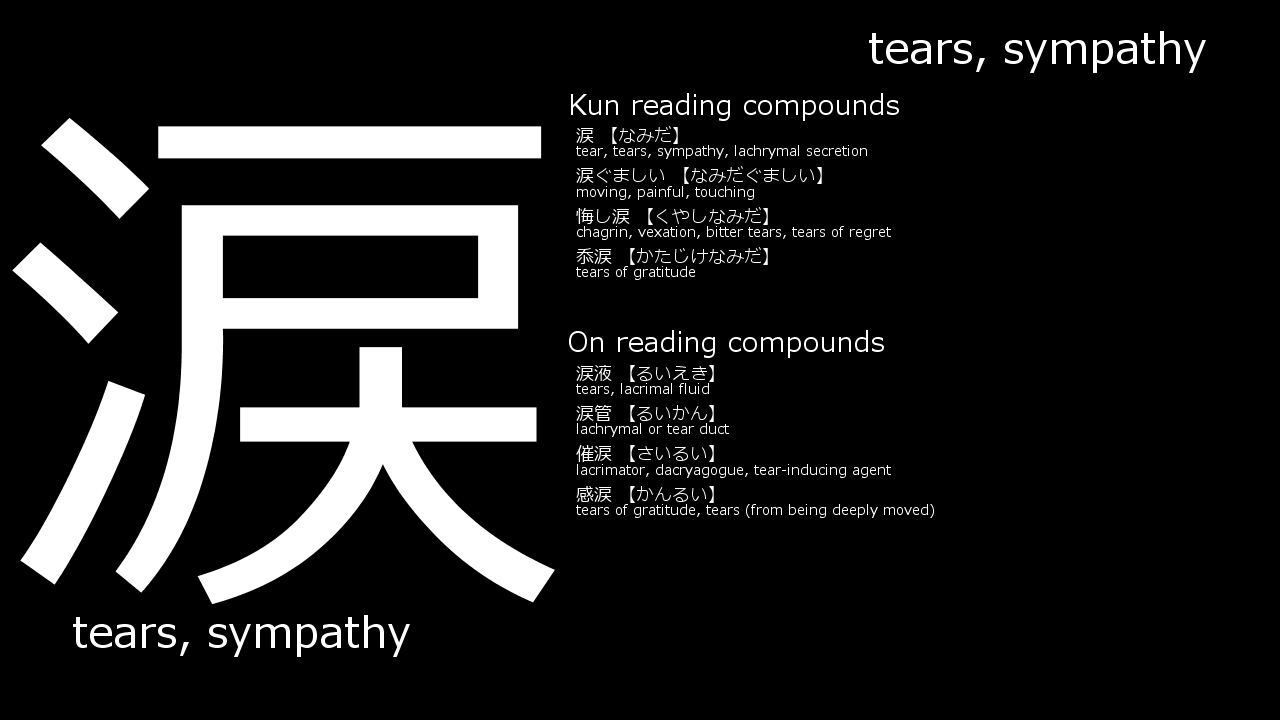 tears, sympathy
涙
tears, sympathy
Kun reading compounds
涙 【なみだ】
tear, tears, sympathy, lachrymal secretion
涙ぐましい 【なみだぐましい】
moving, painful, touching
悔し涙 【くやしなみだ】
chagrin, vexation, bitter tears, tears of regret
忝涙 【かたじけなみだ】
tears of gratitude
On reading compounds
涙液 【るいえき】
tears, lacrimal fluid
涙管 【るいかん】
lachrymal or tear duct
催涙 【さいるい】
lacrimator, dacryagogue, tear-inducing agent
感涙 【かんるい】
tears of gratitude, tears (from being deeply moved)